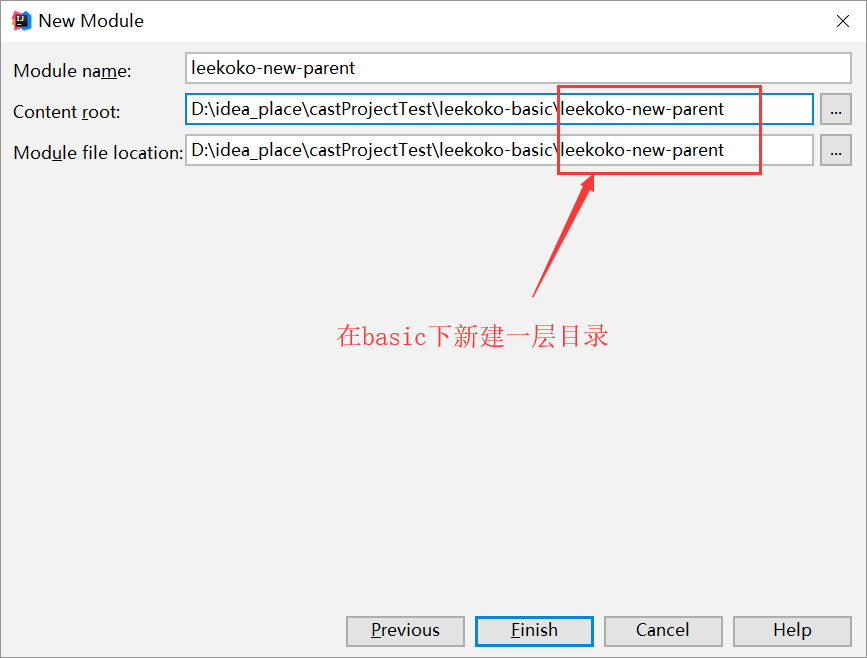 New Module
Module name: leekoko-new-parent
Content root: D:\idea_place\castProjectTest\leekoko-basic\leekoko-new-parent ...
Module file location: D:\idea_place\castProjectTest\leekoko-basic\leekoko-new-parent ...
在basic下新建一层目录
Previous Finish Cancel Help